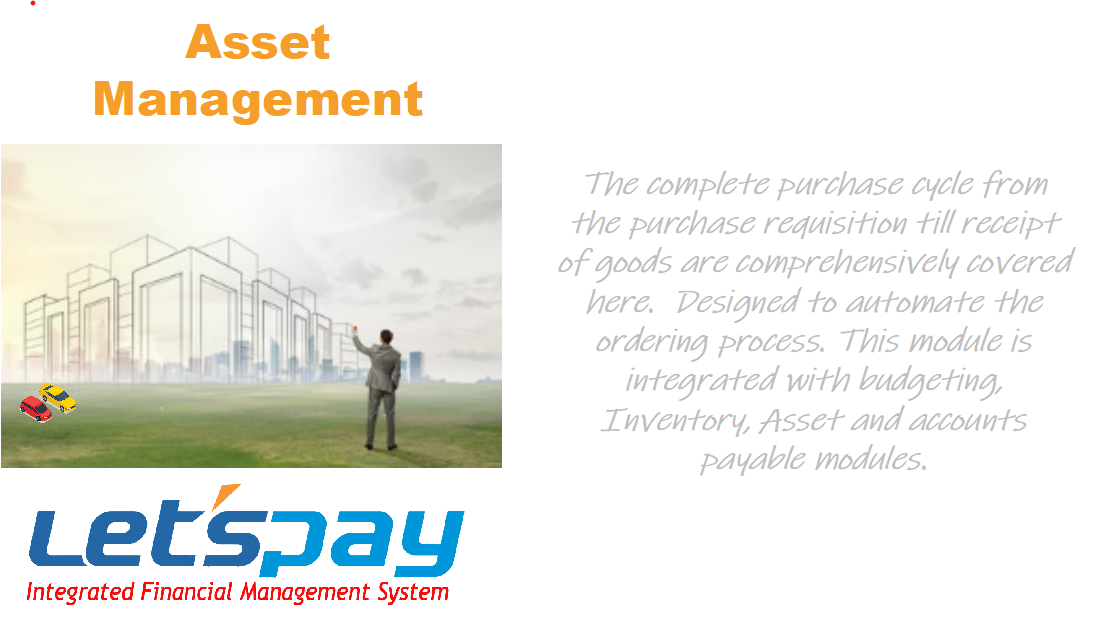 Asset
Management
The complete purchase cycle from
the purchase requisition till receipt
of goods are comprehensively covered
here.  Designed to automate the
ordering process. This module is
integrated with budgeting,
Inventory, Asset and accounts
payable modules.
Let'spay
Integrated Financial Management System